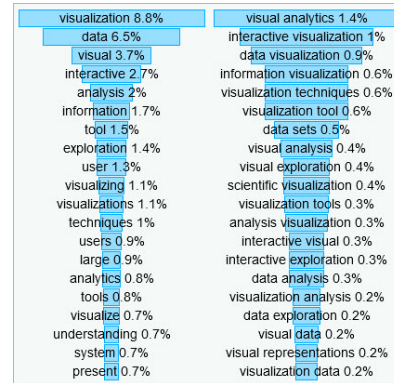 visualization 8.8%
data 6.5%
visual 3.7%
interactive 2.7%
analysis 2%
information 1.7%
tool 1.5%
exploration 1.4%
user 1.3%
visualizing 1.1%
visualizations 1.1%
techniques 1%
users 0.9%
large 0.9%
analytics 0.8%
tools 0.8%
visualize 0.7%
understanding 0.7%
system 0.7%
present 0.7%
visual analytics 1.4%
interactive visualization 1%
data visualization 0.9%
information visualization 0.6%
visualization techniques 0.6%
visualization tool 0.6%
data sets 0.5%
visual analysis 0.4%
visual exploration 0.4%
scientific visualization 0.4%
visualization tools 0.3%
analysis visualization 0.3%
interactive visual 0.3%
interactive exploration 0.3%
data analysis 0.3%
visualization analysis 0.2%
data exploration 0.2%
visual data 0.2%
visual representations 0.2%
visualization data 0.2%